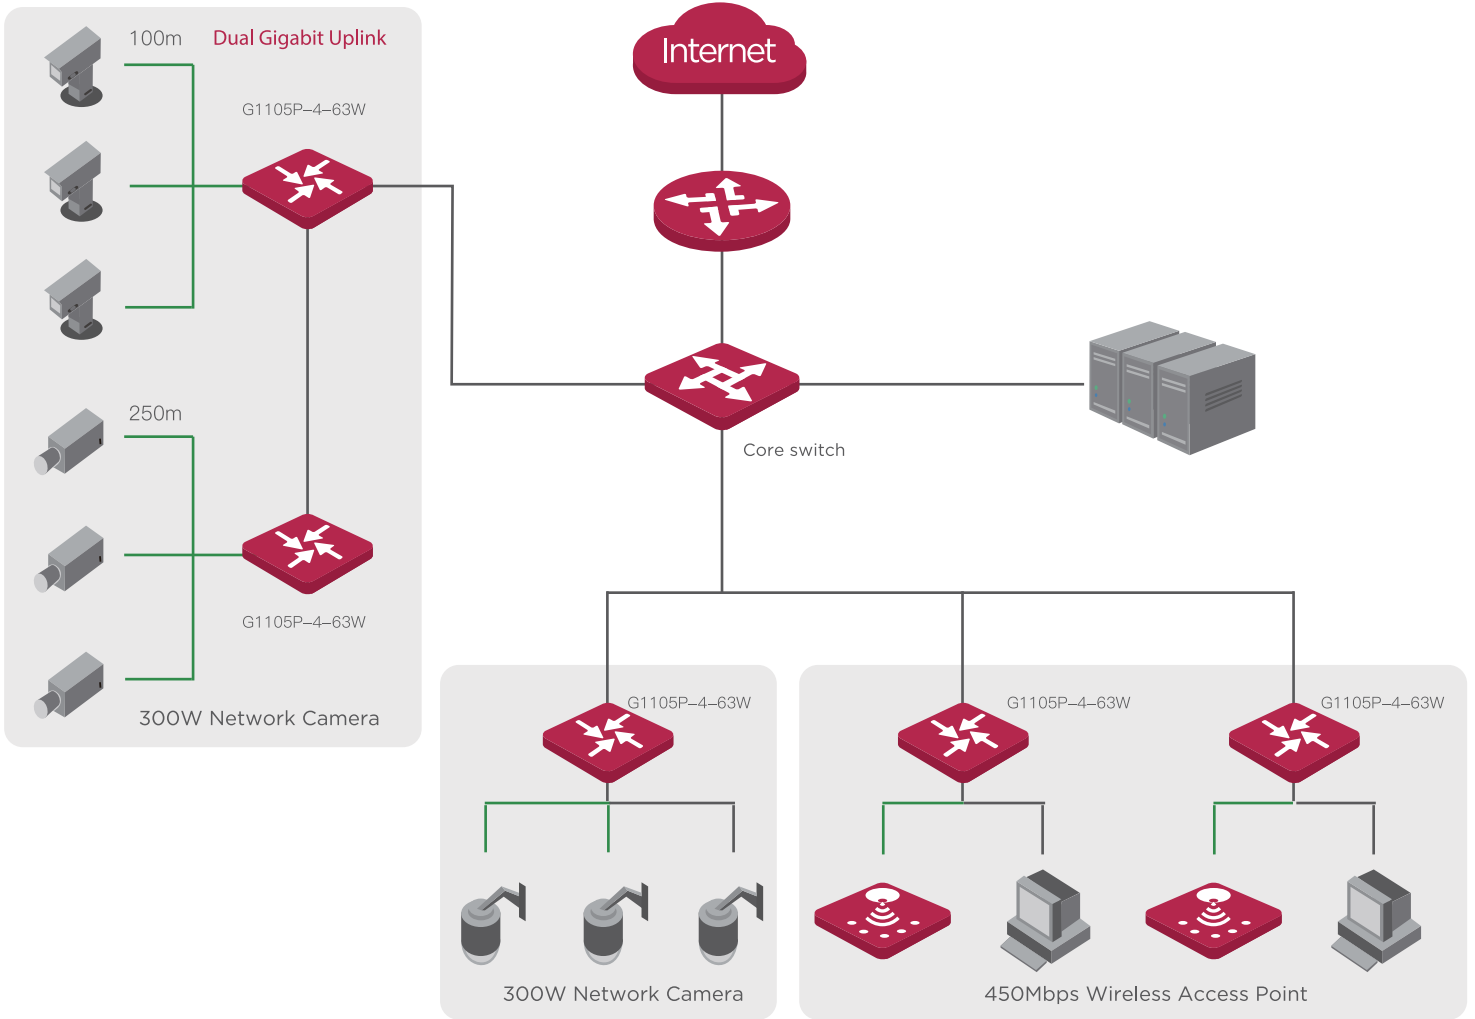 100m
Dual Gigabit Uplink
Internet
G1105P–4–63W
250m
Core switch
G1105P–4–63W
300W Network Camera
G1105P–4–63W
G1105P–4–63W
G1105P–4–63W
300W Network Camera
450Mbps Wireless Access Point